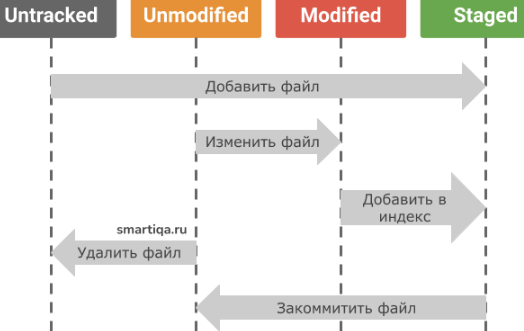 Untracked
Unmodified
Modified
Staged
Добавить файл
Изменить файл
Добавить в
индекс
smartiqa.ru
Удалить файл
Закоммитить файл